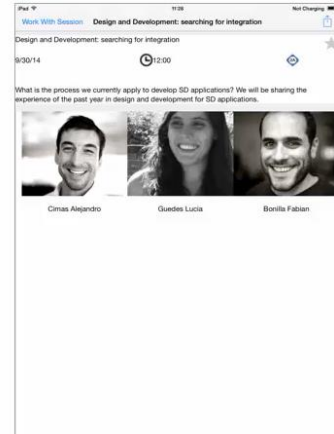 iPad 11:28 Not Charging
Work With Session Design and Development: searching for integration
Design and Development: searching for integration
9/30/14 12:00
What is the process we currently apply to develop SD applications? We will be sharing the
experience of the past year in design and development for SD applications.
Cimas Alejandro Guedes Lucia Bonilla Fabian